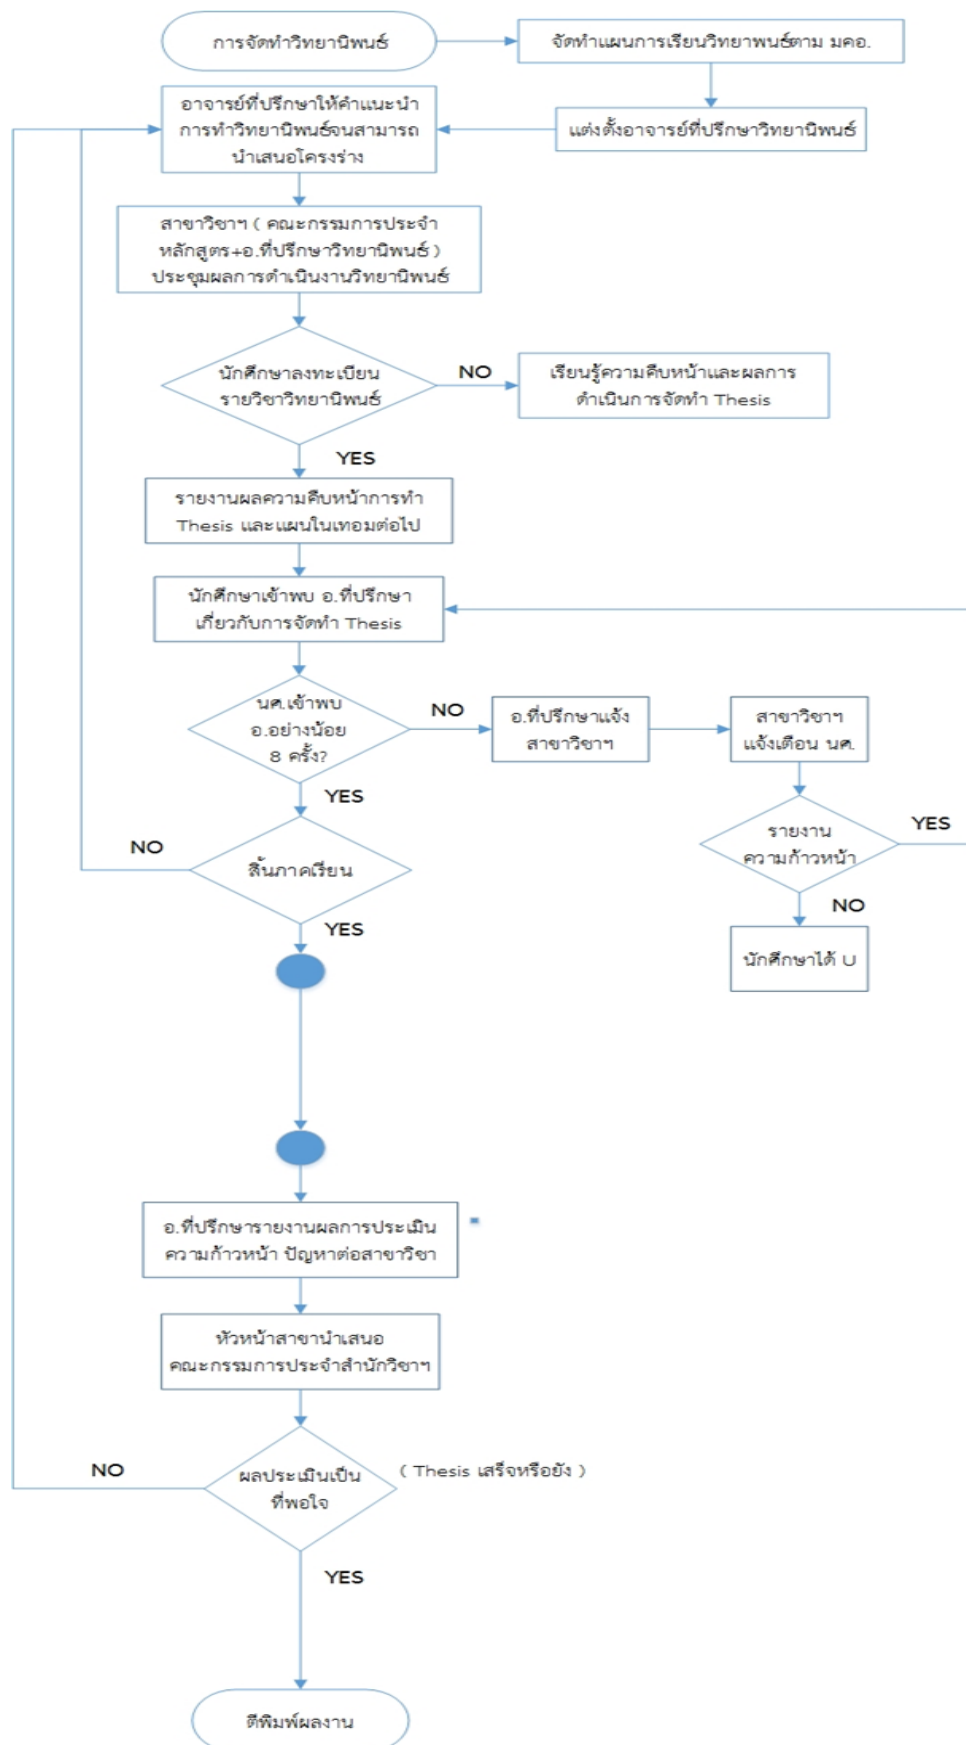 การจัดทำวิทยานิพนธ์
จัดทำแผนการเรียนวิทยาพนธ์ตาม มคอ.
อาจารย์ที่ปรึกษาให้คำแนะนำ
การทำวิทยานิพนธ์จนสามารถ
นำเสนอโครงร่าง
แต่งตั้งอาจารย์ที่ปรึกษาวิทยานิพนธ์
สาขาวิชาฯ ( คณะกรรมการประจำ
หลักสูตร+อ.ที่ปรึกษาวิทยานิพนธ์ )
ประชุมผลการดำเนินงานวิทยานิพนธ์
นักศึกษาลงทะเบียน
รายวิชาวิทยานิพนธ์
NO
เรียนรู้ความคืบหน้าและผลการ
ดำเนินการจัดทำ Thesis
YES
รายงานผลความคืบหน้าการทำ
Thesis และแผนในเทอมต่อไป
นักศึกษาเข้าพบ อ.ที่ปรึกษา
เกี่ยวกับการจัดทำ Thesis
นศ.เข้าพบ
อ.อย่างน้อย
8 ครั้ง?
NO
อ.ที่ปรึกษาแจ้ง
สาขาวิชาฯ
สาขาวิชาฯ
แจ้งเตือน นศ.
YES
รายงาน
ความก้าวหน้า
YES
NO
สิ้นภาคเรียน
NO
YES
นักศึกษาได้ U
อ.ที่ปรึกษารายงานผลการประเมิน
ความก้าวหน้า ปัญหาต่อสาขาวิชา
หัวหน้าสาขานำเสนอ
คณะกรรมการประจำสำนักวิชาฯ
NO
ผลประเมินเป็น
ที่พอใจ
( Thesis เสร็จหรือยัง )
YES
ตีพิมพ์ผลงาน